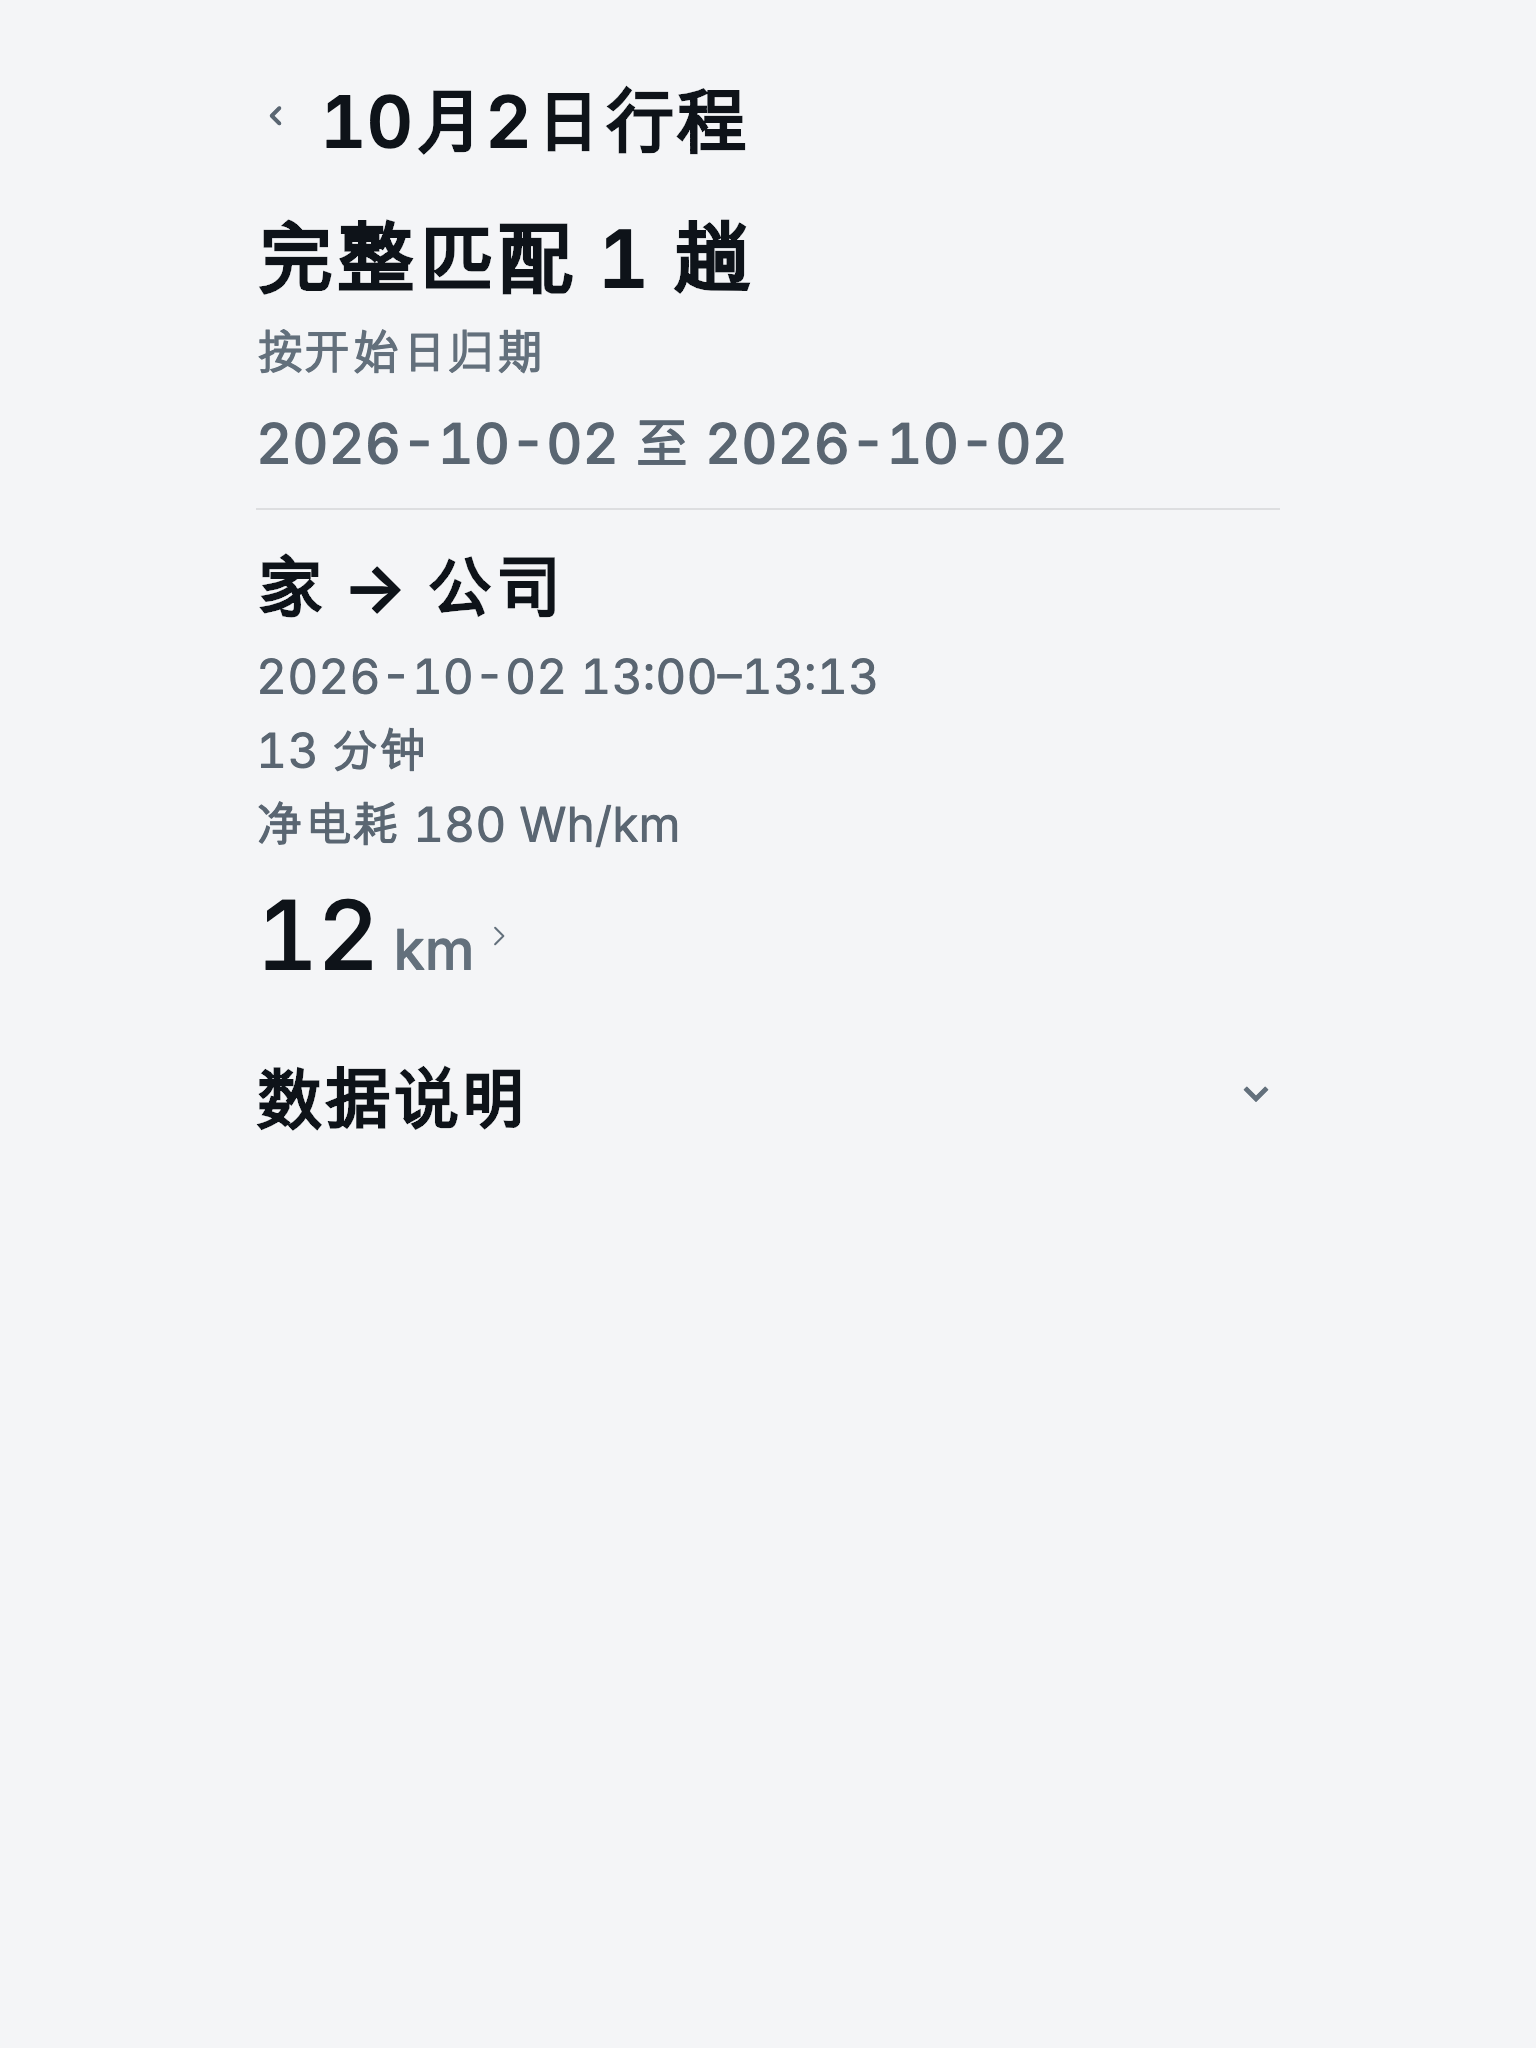 10月2日行程
完整匹配 1 趟
按开始日归期
2026-10-02 至 2026-10-02
家 → 公司
2026-10-02 13:00–13:13
13 分钟
净电耗 180 Wh/km
12 km
数据说明